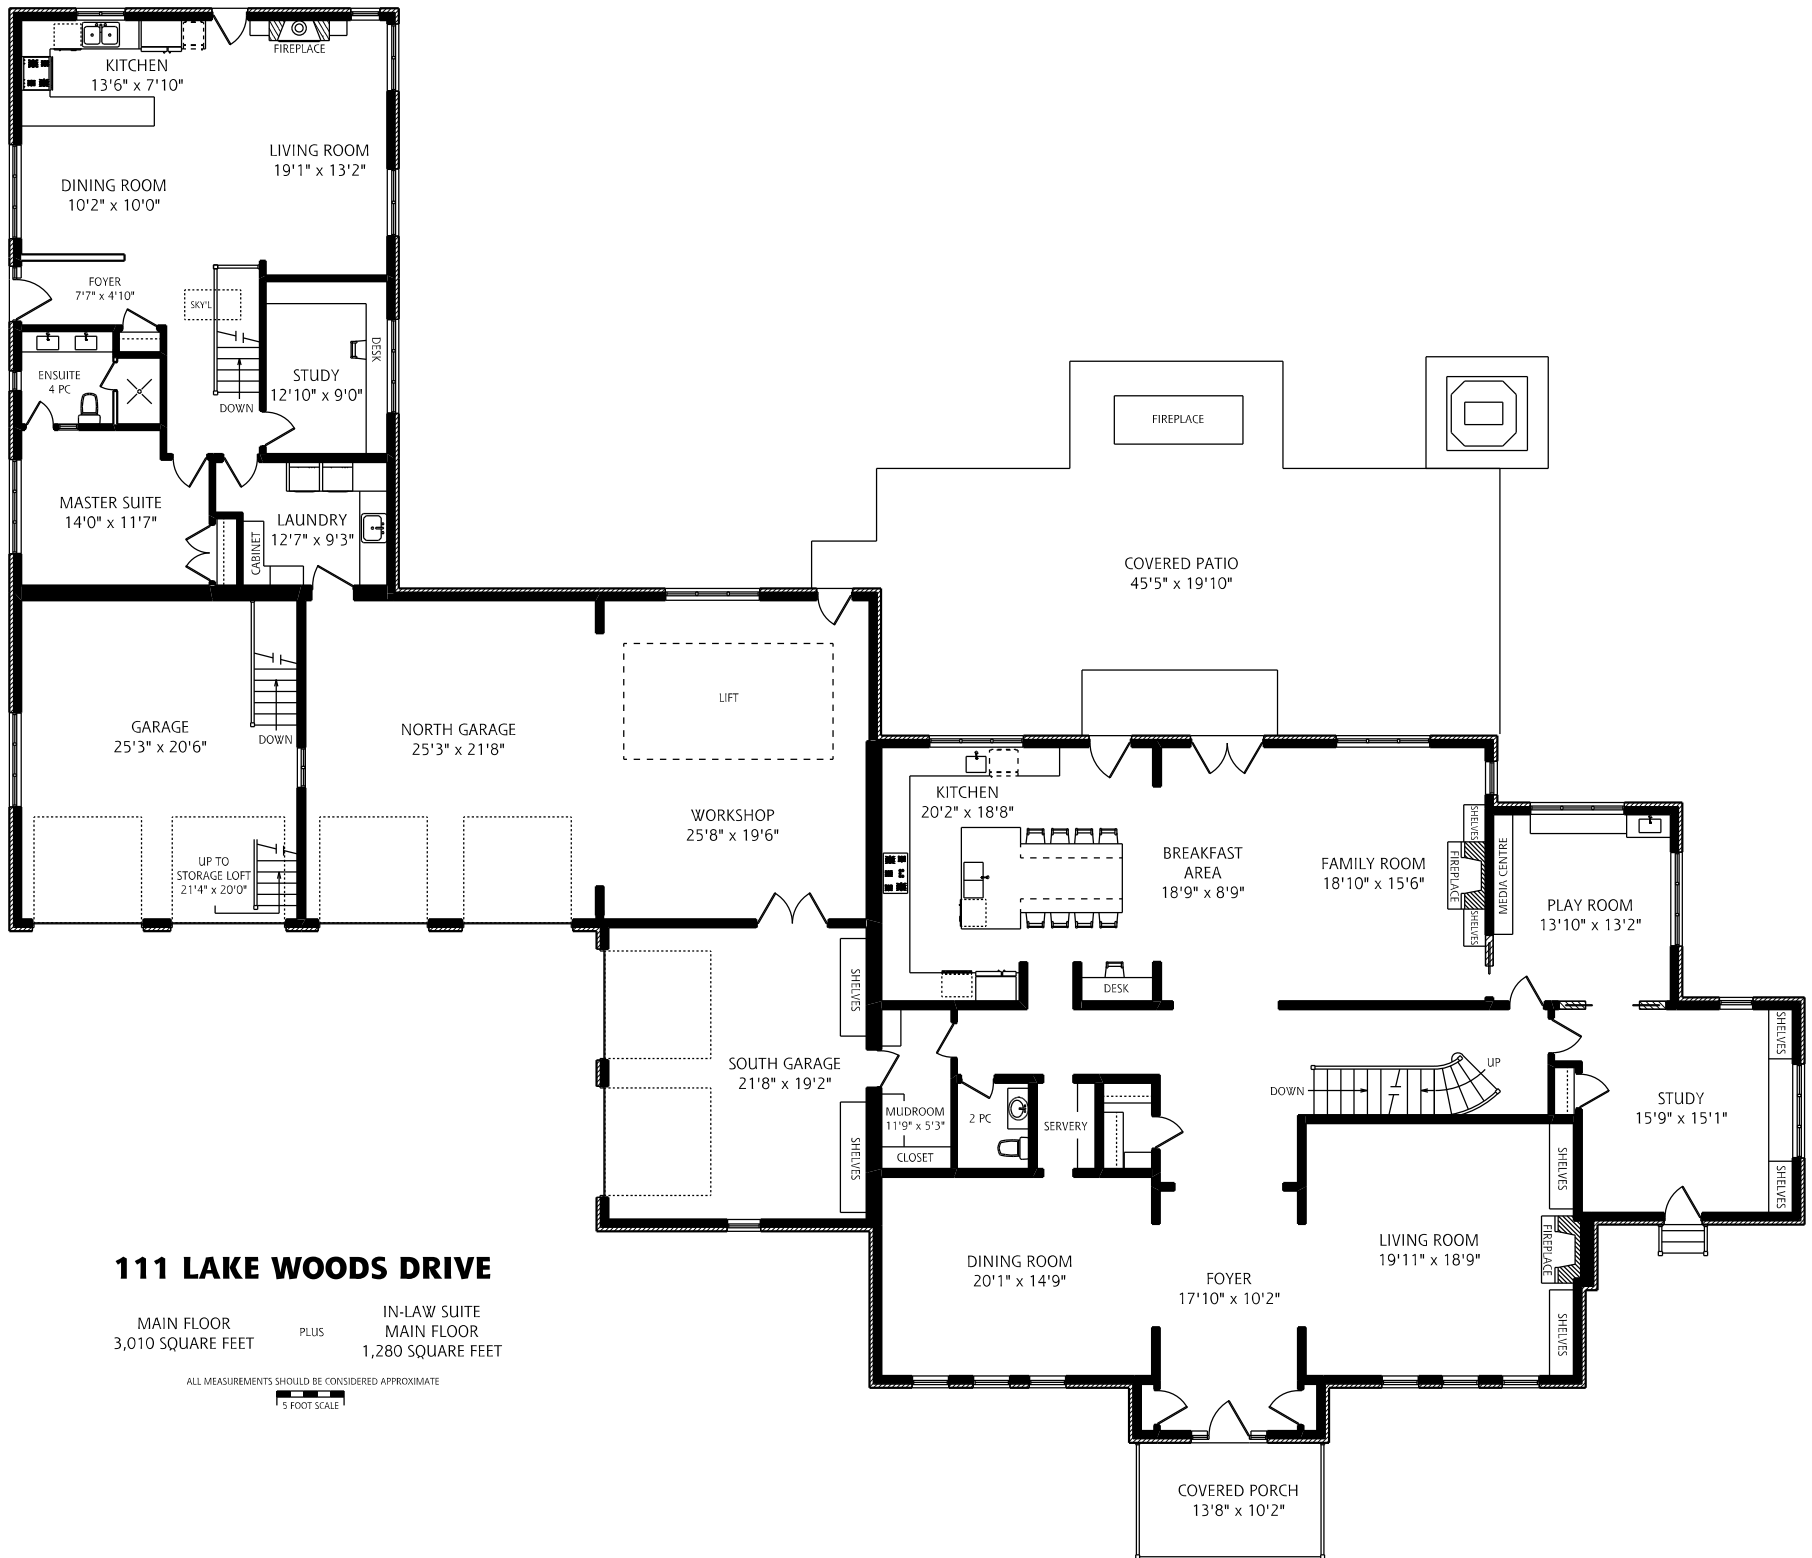 FIREPLACE
KITCHEN
13'6" x 7'10"
LIVING ROOM
19'1" x 13'2"
DINING ROOM
10'2" x 10'0"
FOYER
7'7" x 4'10"
SKY'L
DESK
ENSUITE
4 PC
STUDY
12'10" x 9'0"
DOWN
MASTER SUITE
14'0" x 11'7"
LAUNDRY
12'7" x 9'3"
CABINET
FIREPLACE
COVERED PATIO
45'5" x 19'10"
GARAGE
25'3" x 20'6"
DOWN
NORTH GARAGE
25'3" x 21'8"
LIFT
WORKSHOP
25'8" x 19'6"
UP TO
STORAGE LOFT
21'4" x 20'0"
KITCHEN
20'2" x 18'8"
BREAKFAST
AREA
18'9" x 8'9"
FAMILY ROOM
18'10" x 15'6"
SHELVES
FIREPLACE
SHELVES
MEDIA CENTRE
PLAY ROOM
13'10" x 13'2"
DESK
SHELVES
SOUTH GARAGE
21'8" x 19'2"
SHELVES
MUDROOM
11'9" x 5'3"
CLOSET
2 PC
SERVERY
DOWN
UP
SHELVES
STUDY
15'9" x 15'1"
SHELVES
SHELVES
LIVING ROOM
19'11" x 18'9"
FIREPLACE
SHELVES
DINING ROOM
20'1" x 14'9"
FOYER
17'10" x 10'2"
COVERED PORCH
13'8" x 10'2"
111 LAKE WOODS DRIVE
MAIN FLOOR
3,010 SQUARE FEET
PLUS
IN-LAW SUITE
MAIN FLOOR
1,280 SQUARE FEET
ALL MEASUREMENTS SHOULD BE CONSIDERED APPROXIMATE
5 FOOT SCALE